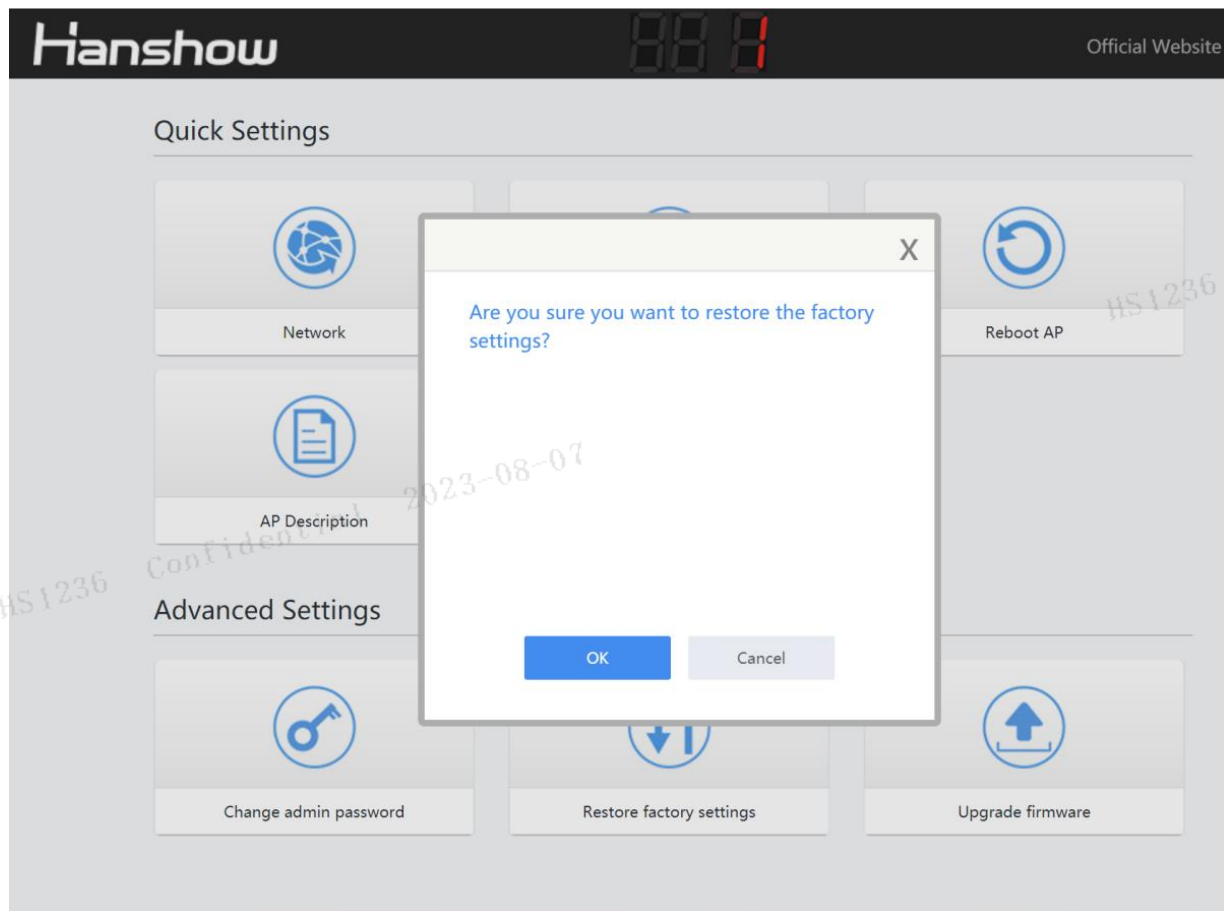 Hanshow
1
Official Website
Quick Settings
Network
Reboot AP
AP Description
X
Are you sure you want to restore the factory
settings?
OK
Cancel
Advanced Settings
Change admin password
Restore factory settings
Upgrade firmware
HS1236 Confidential 2023-08-07
HS1236